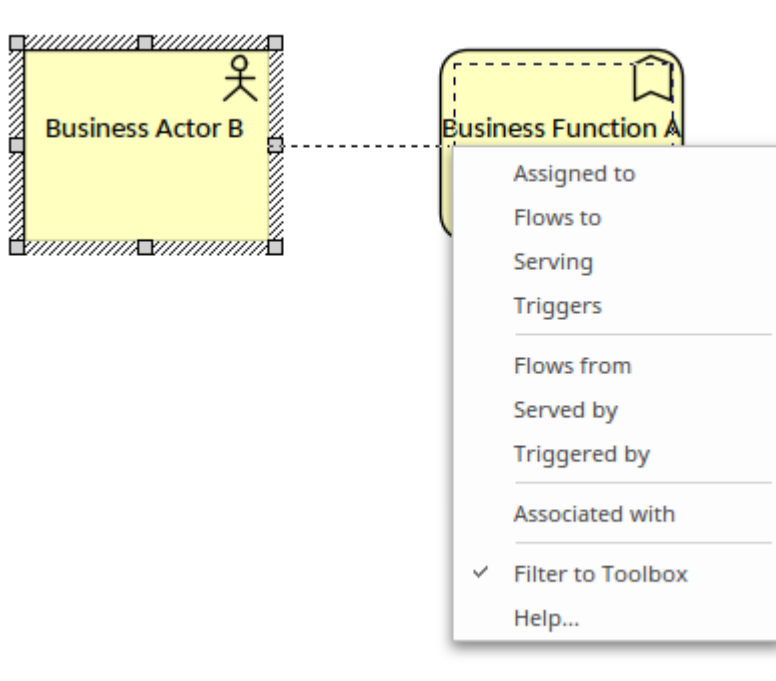 Business Actor B
Business Function A
Assigned to
Flows to
Serving
Triggers
Flows from
Served by
Triggered by
Associated with
Filter to Toolbox
Help...